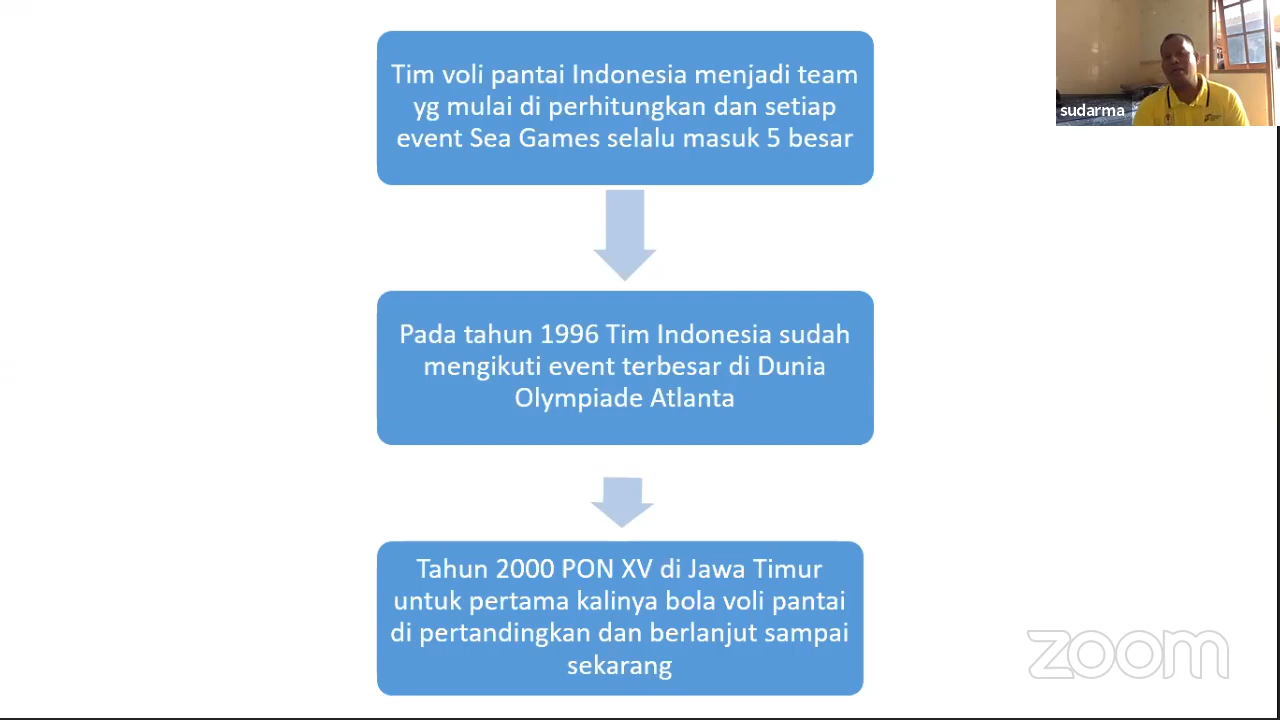 Tim voli pantai Indonesia menjadi team
yg mulai di perhitungkan dan setiap
event Sea Games selalu masuk 5 besar
sudarma
Pada tahun 1996 Tim Indonesia sudah
mengikuti event terbesar di Dunia
Olympiade Atlanta
Tahun 2000 PON XV di Jawa Timur
untuk pertama kalinya bola voli pantai
di pertandingkan dan berlanjut sampai
sekarang
zoom